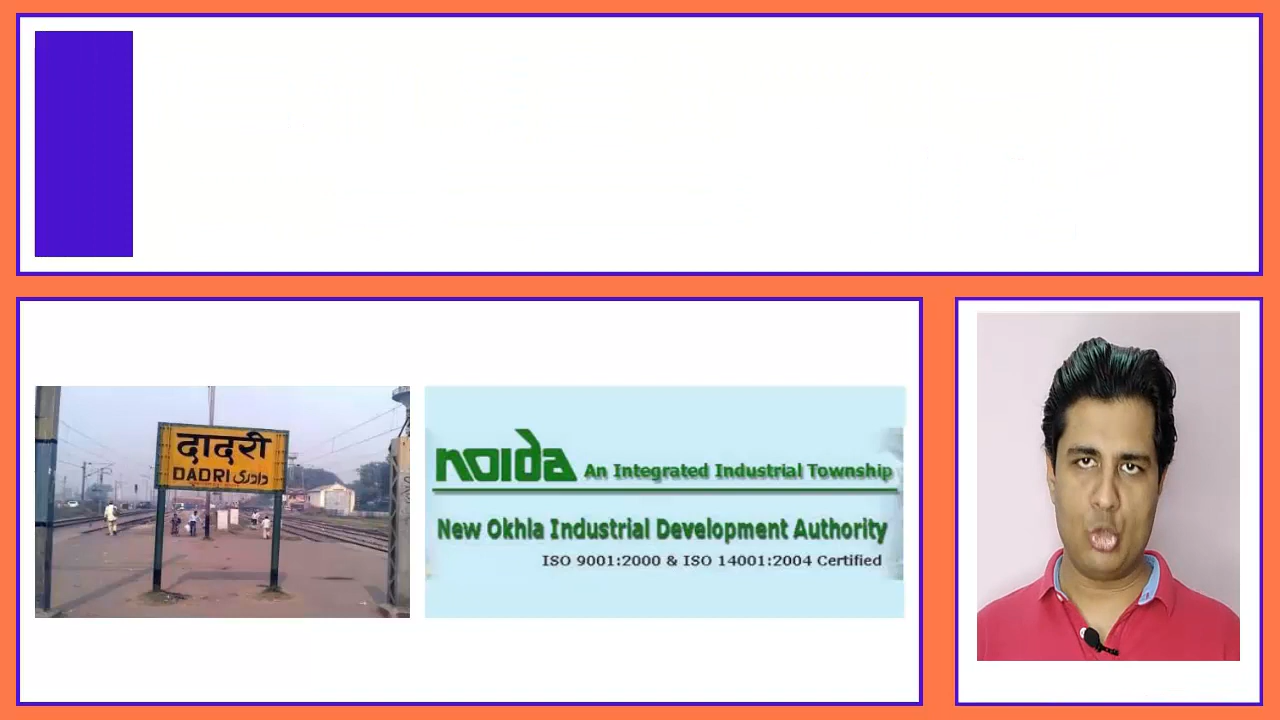 दादरी
DADRI دادری
noida An Integrated Industrial Township
New Okhla Industrial Development Authority
ISO 9001:2000 & ISO 14001:2004 Certified